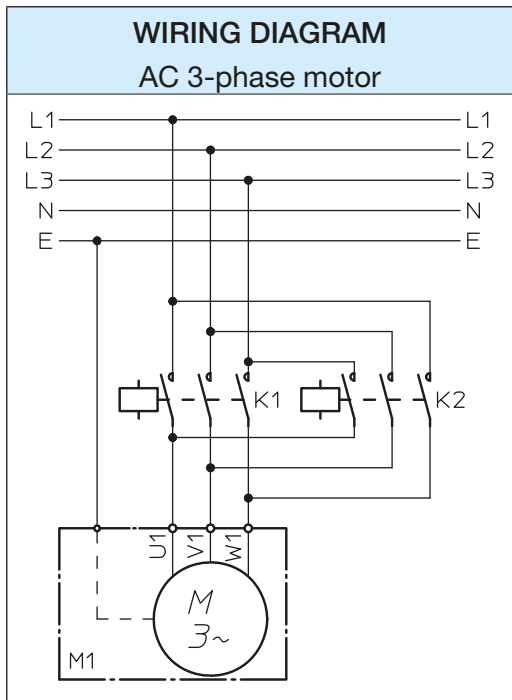 WIRING DIAGRAM
AC 3-phase motor
L1 L1
L2 L2
L3 L3
N N
E E
K1 K2
U1 V1 W1
M
3~
M1